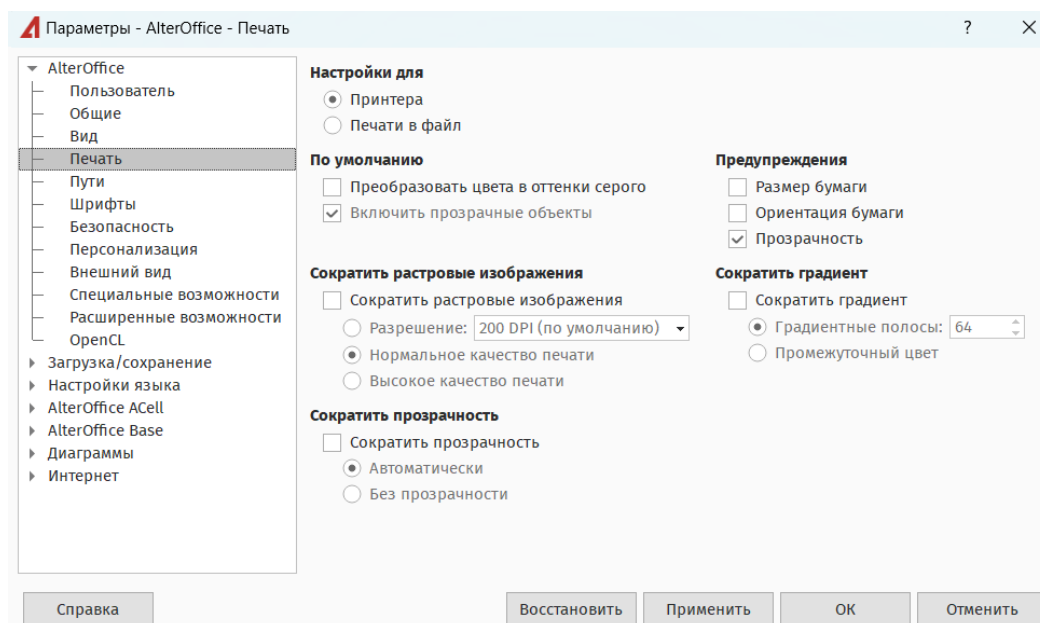 Параметры - AlterOffice - Печать
?
AlterOffice
Пользователь
Общие
Вид
Печать
Пути
Шрифты
Безопасность
Персонализация
Внешний вид
Специальные возможности
Расширенные возможности
OpenCL
Загрузка/сохранение
Настройки языка
AlterOffice ACell
AlterOffice Base
Диаграммы
Интернет
Настройки для
Принтера
Печати в файл
По умолчанию
Преобразовать цвета в оттенки серого
Включить прозрачные объекты
Предупреждения
Размер бумаги
Ориентация бумаги
Прозрачность
Сократить растровые изображения
Сократить растровые изображения
Разрешение: 200 DPI (по умолчанию)
Нормальное качество печати
Высокое качество печати
Сократить градиент
Сократить градиент
Градиентные полосы: 64
Промежуточный цвет
Сократить прозрачность
Сократить прозрачность
Автоматически
Без прозрачности
Справка
Восстановить
Применить
ОК
Отменить